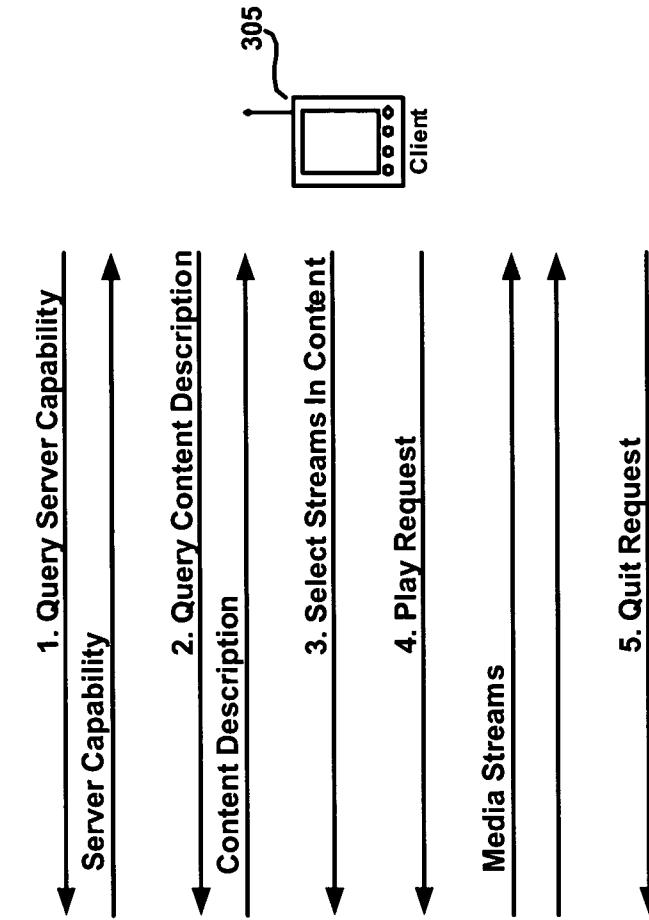 305
Client
1. Query Server Capability
Server Capability
2. Query Content Description
Content Description
3. Select Streams In Content
4. Play Request
Media Streams
5. Quit Request